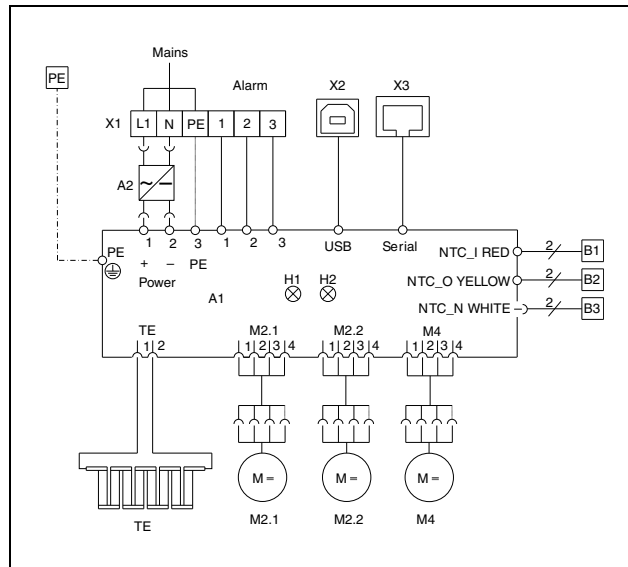 Mains
PE
Alarm
X2
X3
X1
L1
N
PE
1
2
3
A2
1
2
3
1
2
3
USB
Serial
PE
+
–
PE
Power
A1
H1
H2
NTC_I RED
2
B1
NTC_O YELLOW
2
B2
NTC_N WHITE
2
B3
TE
M2.1
M2.2
M4
1 2
1 2 3 4
1 2 3 4
1 2 3 4
M =
M =
M =
TE
M2.1
M2.2
M4